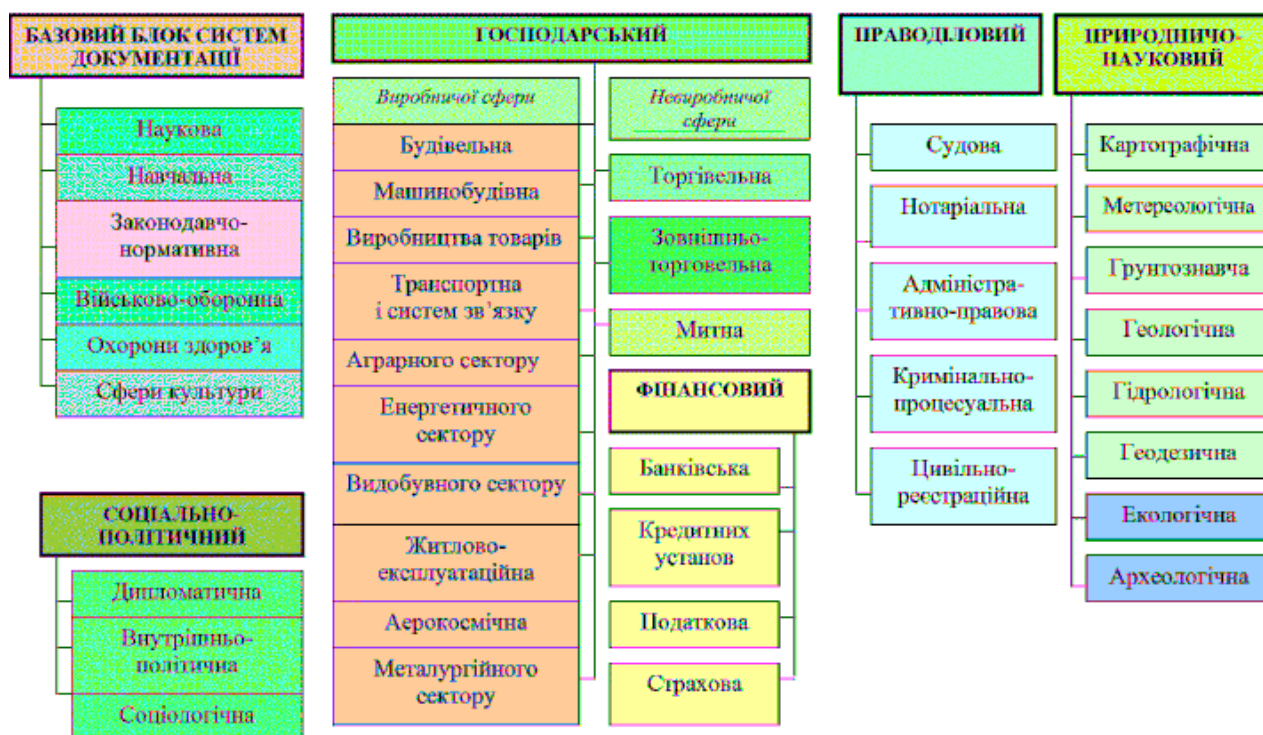 БАЗОВИЙ БЛОК СИСТЕМ
ДОКУМЕНТАЦІЇ
Наукова
Навчальна
Законодавчо-
нормативна
Військово-оборонна
Охорони здоров’я
Сфери культури
СОЦІАЛЬНО-
ПОЛІТИЧНИЙ
Дипломатична
Внутрішньо-
політична
Соціологічна
ГОСПОДАРСЬКИЙ
Виробничої сфери
Будівельна
Машинобудівна
Виробництва товарів
Транспортна
і систем зв’язку
Аграрного сектору
Енергетичного
сектору
Видобувного сектору
Житлово-
експлуатаційна
Аерокосмічна
Металургійного
сектору
Невиробничої
сфери
Торгівельна
Зовнішньо-
торговельна
Митна
ФІНАНСОВИЙ
Банківська
Кредитних
установ
Податкова
Страхова
ПРАВОДІЛОВИЙ
Судова
Нотаріальна
Адміністра-
тивно-правова
Кримінально-
процесуальна
Цивільно-
реєстраційна
ПРИРОДНИЧО-
НАУКОВИЙ
Картографічна
Метереологічна
Грунтознавча
Геологічна
Гідрологічна
Геодезична
Екологічна
Археологічна